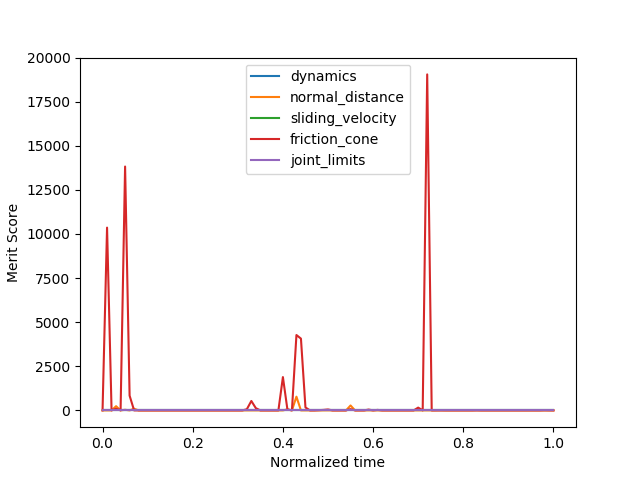 20000
17500
15000
12500
10000
7500
5000
2500
0
Merit Score
dynamics
normal_distance
sliding_velocity
friction_cone
joint_limits
0.0 0.2 0.4 0.6 0.8 1.0
Normalized time